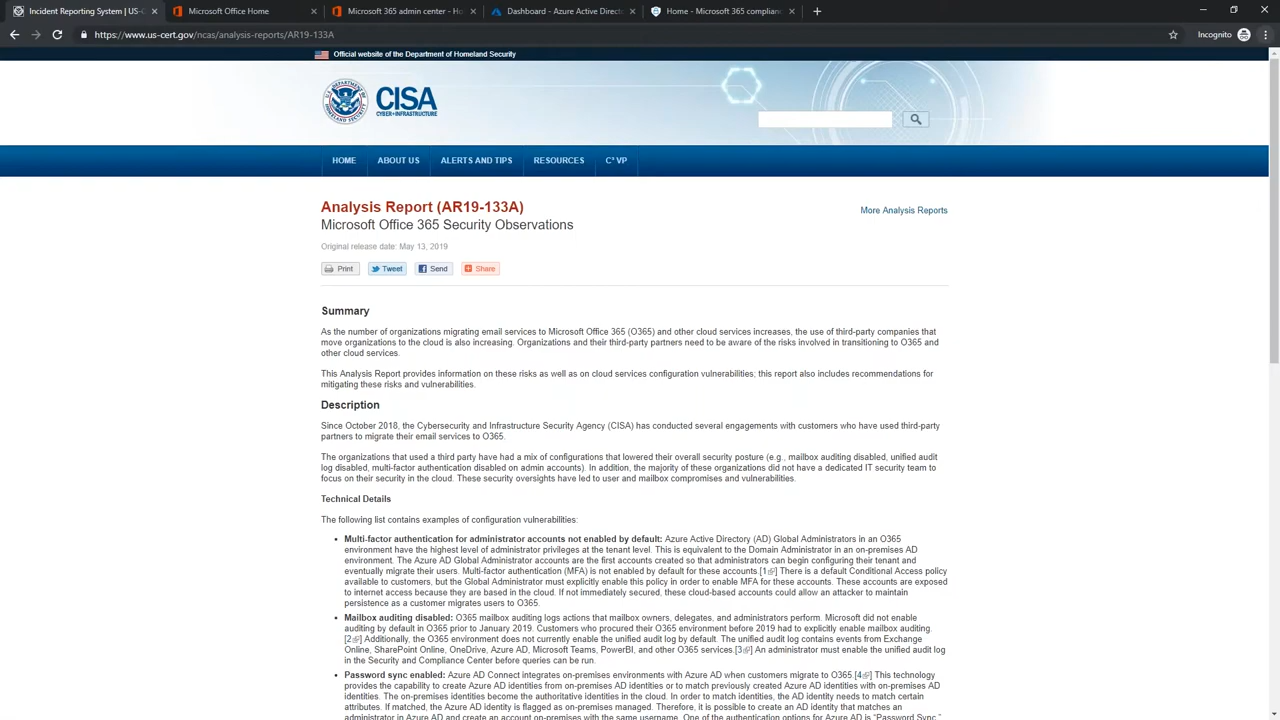 Incident Reporting System | US-C
Microsoft Office Home
Microsoft 365 admin center - Ho
Dashboard - Azure Active Directo
Home - Microsoft 365 complianc
https://www.us-cert.gov/ncas/analysis-reports/AR19-133A
Incognito
Official website of the Department of Homeland Security
CISA
CYBER+INFRASTRUCTURE
HOME
ABOUT US
ALERTS AND TIPS
RESOURCES
C³ VP
Analysis Report (AR19-133A)
More Analysis Reports
Microsoft Office 365 Security Observations
Original release date: May 13, 2019
Print
Tweet
Send
Share
Summary
As the number of organizations migrating email services to Microsoft Office 365 (O365) and other cloud services increases, the use of third-party companies that
move organizations to the cloud is also increasing. Organizations and their third-party partners need to be aware of the risks involved in transitioning to O365 and
other cloud services.
This Analysis Report provides information on these risks as well as on cloud services configuration vulnerabilities; this report also includes recommendations for
mitigating these risks and vulnerabilities.
Description
Since October 2018, the Cybersecurity and Infrastructure Security Agency (CISA) has conducted several engagements with customers who have used third-party
partners to migrate their email services to O365.
The organizations that used a third party have had a mix of configurations that lowered their overall security posture (e.g., mailbox auditing disabled, unified audit
log disabled, multi-factor authentication disabled on admin accounts). In addition, the majority of these organizations did not have a dedicated IT security team to
focus on their security in the cloud. These security oversights have led to user and mailbox compromises and vulnerabilities.
Technical Details
The following list contains examples of configuration vulnerabilities:
• Multi-factor authentication for administrator accounts not enabled by default: Azure Active Directory (AD) Global Administrators in an O365
environment have the highest level of administrator privileges at the tenant level. This is equivalent to the Domain Administrator in an on-premises AD
environment. The Azure AD Global Administrator accounts are the first accounts created so that administrators can begin configuring their tenant and
eventually migrate their users. Multi-factor authentication (MFA) is not enabled by default for these accounts.[1] There is a default Conditional Access policy
available to customers, but the Global Administrator must explicitly enable this policy in order to enable MFA for these accounts. These accounts are exposed
to internet access because they are based in the cloud. If not immediately secured, these cloud-based accounts could allow an attacker to maintain
persistence as a customer migrates users to O365.
• Mailbox auditing disabled: O365 mailbox auditing logs actions that mailbox owners, delegates, and administrators perform. Microsoft did not enable
auditing by default in O365 prior to January 2019. Customers who procured their O365 environment before 2019 had to explicitly enable mailbox auditing.
[2] Additionally, the O365 environment does not currently enable the unified audit log by default. The unified audit log contains events from Exchange
Online, SharePoint Online, OneDrive, Azure AD, Microsoft Teams, PowerBI, and other O365 services.[3] An administrator must enable the unified audit log
in the Security and Compliance Center before queries can be run.
• Password sync enabled: Azure AD Connect integrates on-premises environments with Azure AD when customers migrate to O365.[4] This technology
provides the capability to create Azure AD identities from on-premises AD identities or to match previously created Azure AD identities with on-premises AD
identities. The on-premises identities become the authoritative identities in the cloud. In order to match identities, the AD identity needs to match certain
attributes. If matched, the Azure AD identity is flagged as on-premises managed. Therefore, it is possible to create an AD identity that matches an
administrator in Azure AD and create an account on-premises with the same username. One of the authentication options for Azure AD is "Password Sync."